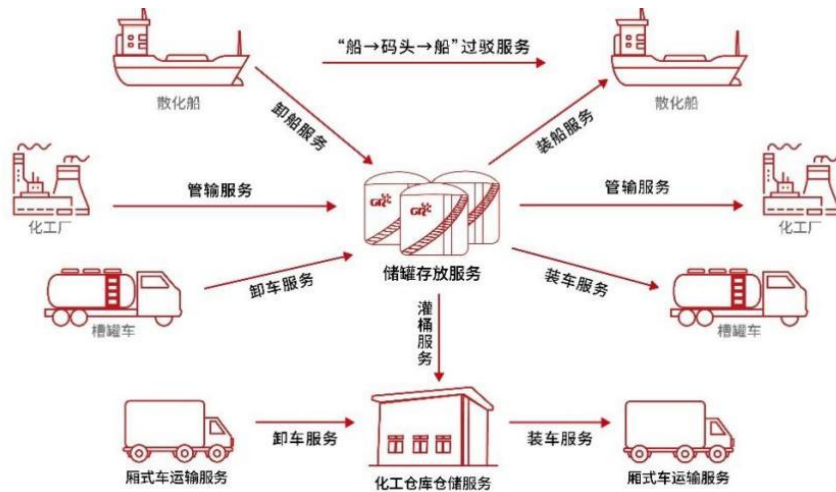 “船→码头→船”过驳服务
散化船
散化船
卸船服务
装船服务
管输服务
管输服务
化工厂
化工厂
储罐存放服务
卸车服务
装车服务
槽罐车
槽罐车
灌桶服务
卸车服务
装车服务
厢式车运输服务
化工仓库仓储服务
厢式车运输服务